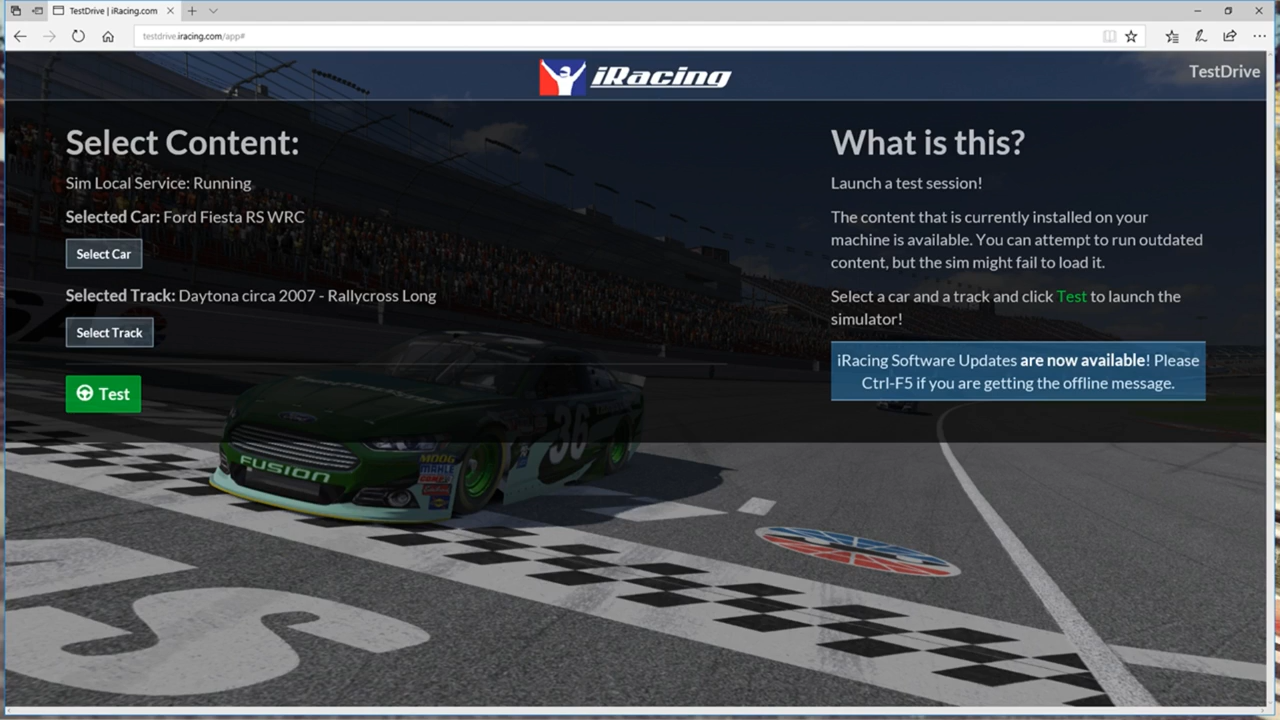 TestDrive | iRacing.com
testdrive.iracing.com/app#
iRacing
TestDrive
Select Content:
Sim Local Service: Running
Selected Car: Ford Fiesta RS WRC
Select Car
Selected Track: Daytona circa 2007 - Rallycross Long
Select Track
Test
What is this?
Launch a test session!
The content that is currently installed on your
machine is available. You can attempt to run outdated
content, but the sim might fail to load it.
Select a car and a track and click Test to launch the
simulator!
iRacing Software Updates are now available! Please
Ctrl-F5 if you are getting the offline message.
36
FUSION
MOOG
MAHLE